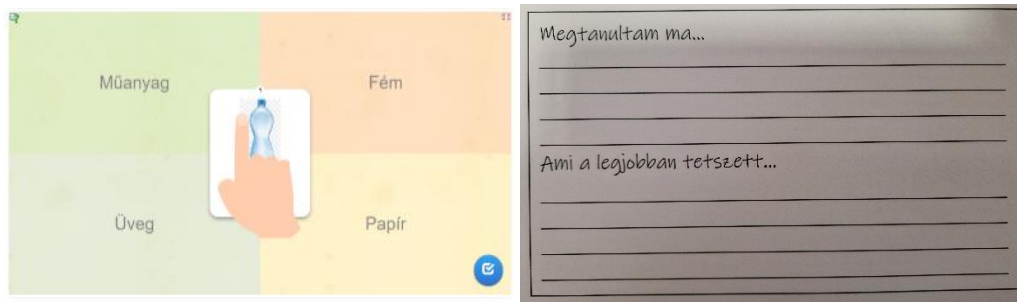 Műanyag
Fém
Üveg
Papír
Megtanultam ma...
Ami a legjobban tetszett...